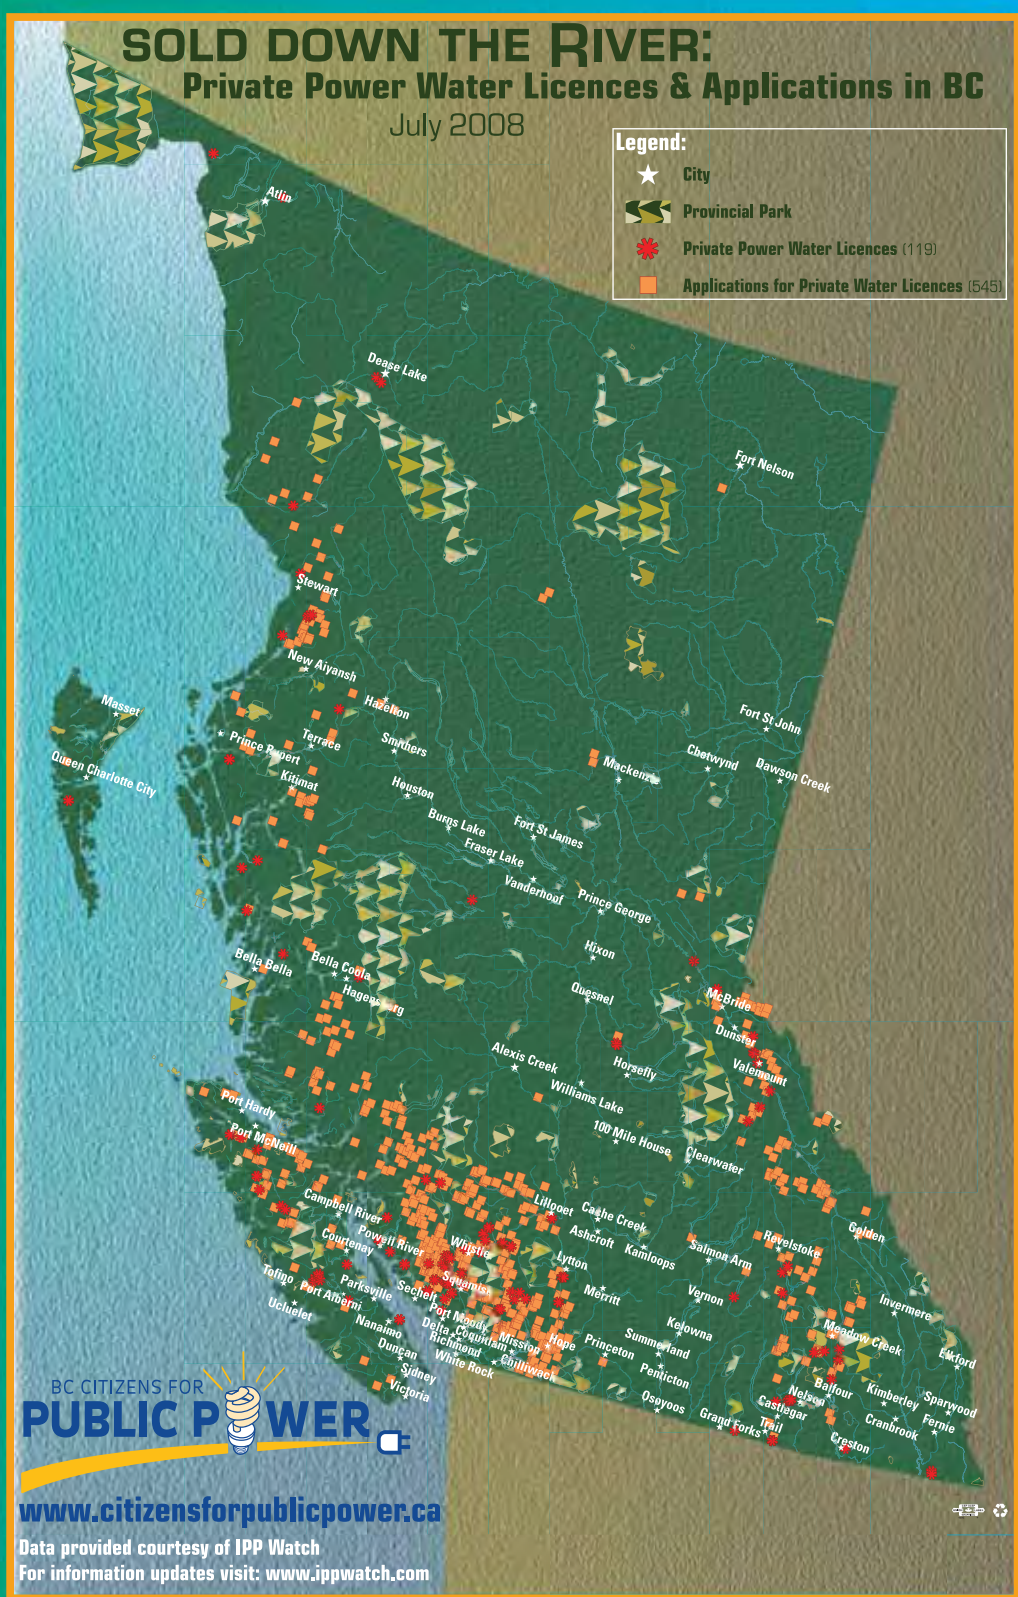 SOLD DOWN THE RIVER:
Private Power Water Licences & Applications in BC
July 2008
Legend:
City
Provincial Park
Private Power Water Licences (119)
Applications for Private Water Licences (545)
Atlin
Dease Lake
Fort Nelson
Stewart
New Aiyansh
Hazelton
Masset
Prince Rupert
Terrace
Smithers
Fort St John
Queen Charlotte City
Kitimat
Houston
Mackenzie
Chetwynd
Dawson Creek
Burns Lake
Fort St James
Fraser Lake
Vanderhoof
Prince George
Hixon
Bella Bella
Bella Coola
Hagensborg
Quesnel
McBride
Dunster
Valemount
Alexis Creek
Horsefly
Williams Lake
Port Hardy
Port McNeill
100 Mile House
Clearwater
Campbell River
Lillooet
Cache Creek
Courtenay
Powell River
Whistler
Ashcroft
Kamloops
Salmon Arm
Revelstoke
Golden
Lytton
Tofino
Port Alberni
Parksville
Sechelt
Squamish
Merritt
Vernon
Invermere
Ucluelet
Nanaimo
Port Moody
Delta
Coquitlam
Richmond
Mission
Hope
Princeton
Summerland
Kelowna
Meadow Creek
Elkford
Duncan
White Rock
Chilliwack
Penticton
Sidney
Victoria
Osoyoos
Grand Forks
Castlegar
Nelson
Balfour
Kimberley
Sparwood
Trail
Cranbrook
Fernie
Creston
BC CITIZENS FOR
PUBLIC POWER
www.citizensforpublicpower.ca
Data provided courtesy of IPP Watch
For information updates visit: www.ippwatch.com